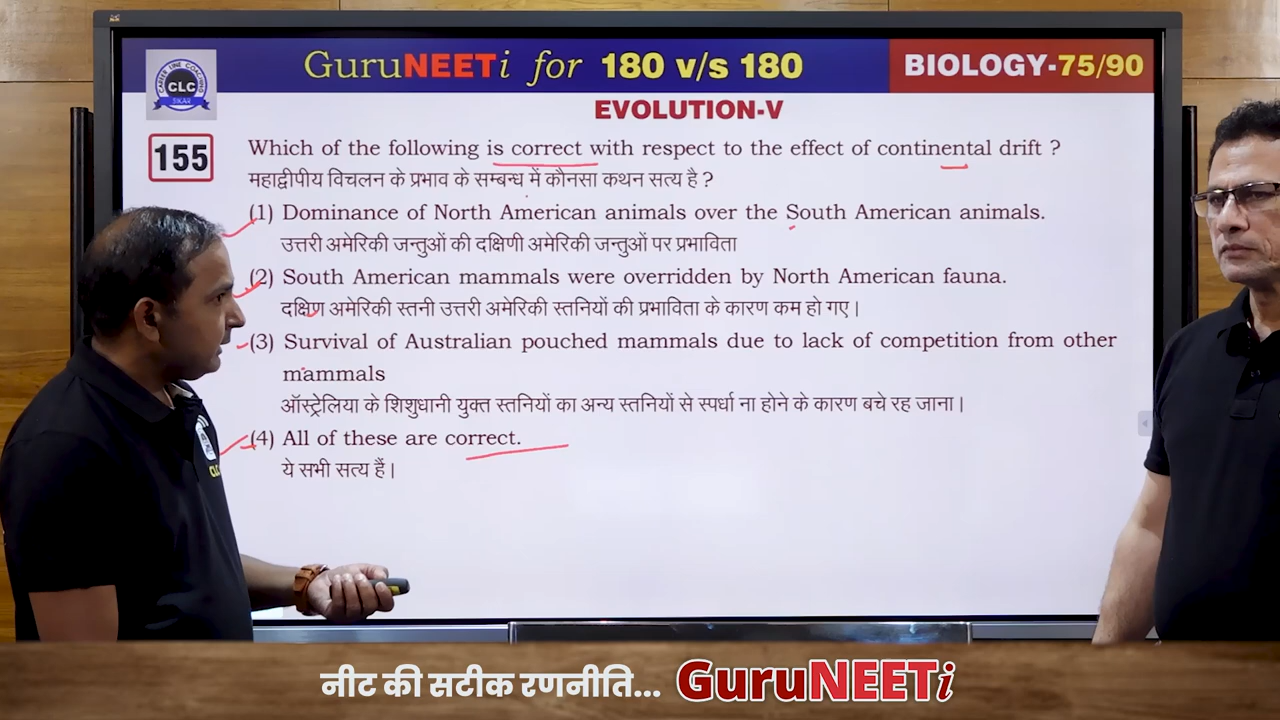 CAREER LINE COACHING
CLC
SIKAR
GuruNEETi for 180 v/s 180
BIOLOGY-75/90
EVOLUTION-V
155
Which of the following is correct with respect to the effect of continental drift ?
महाद्वीपीय विचलन के प्रभाव के सम्बन्ध में कौनसा कथन सत्य है ?
(1) Dominance of North American animals over the South American animals.
उत्तरी अमेरिकी जन्तुओं की दक्षिणी अमेरिकी जन्तुओं पर प्रभाविता
(2) South American mammals were overridden by North American fauna.
दक्षिण अमेरिकी स्तनी उत्तरी अमेरिकी स्तनियों की प्रभाविता के कारण कम हो गए।
(3) Survival of Australian pouched mammals due to lack of competition from other
mammals
ऑस्ट्रेलिया के शिशुधानी युक्त स्तनियों का अन्य स्तनियों से स्पर्धा ना होने के कारण बचे रह जाना।
(4) All of these are correct.
ये सभी सत्य हैं।
नीट की सटीक रणनीति... GuruNEETi